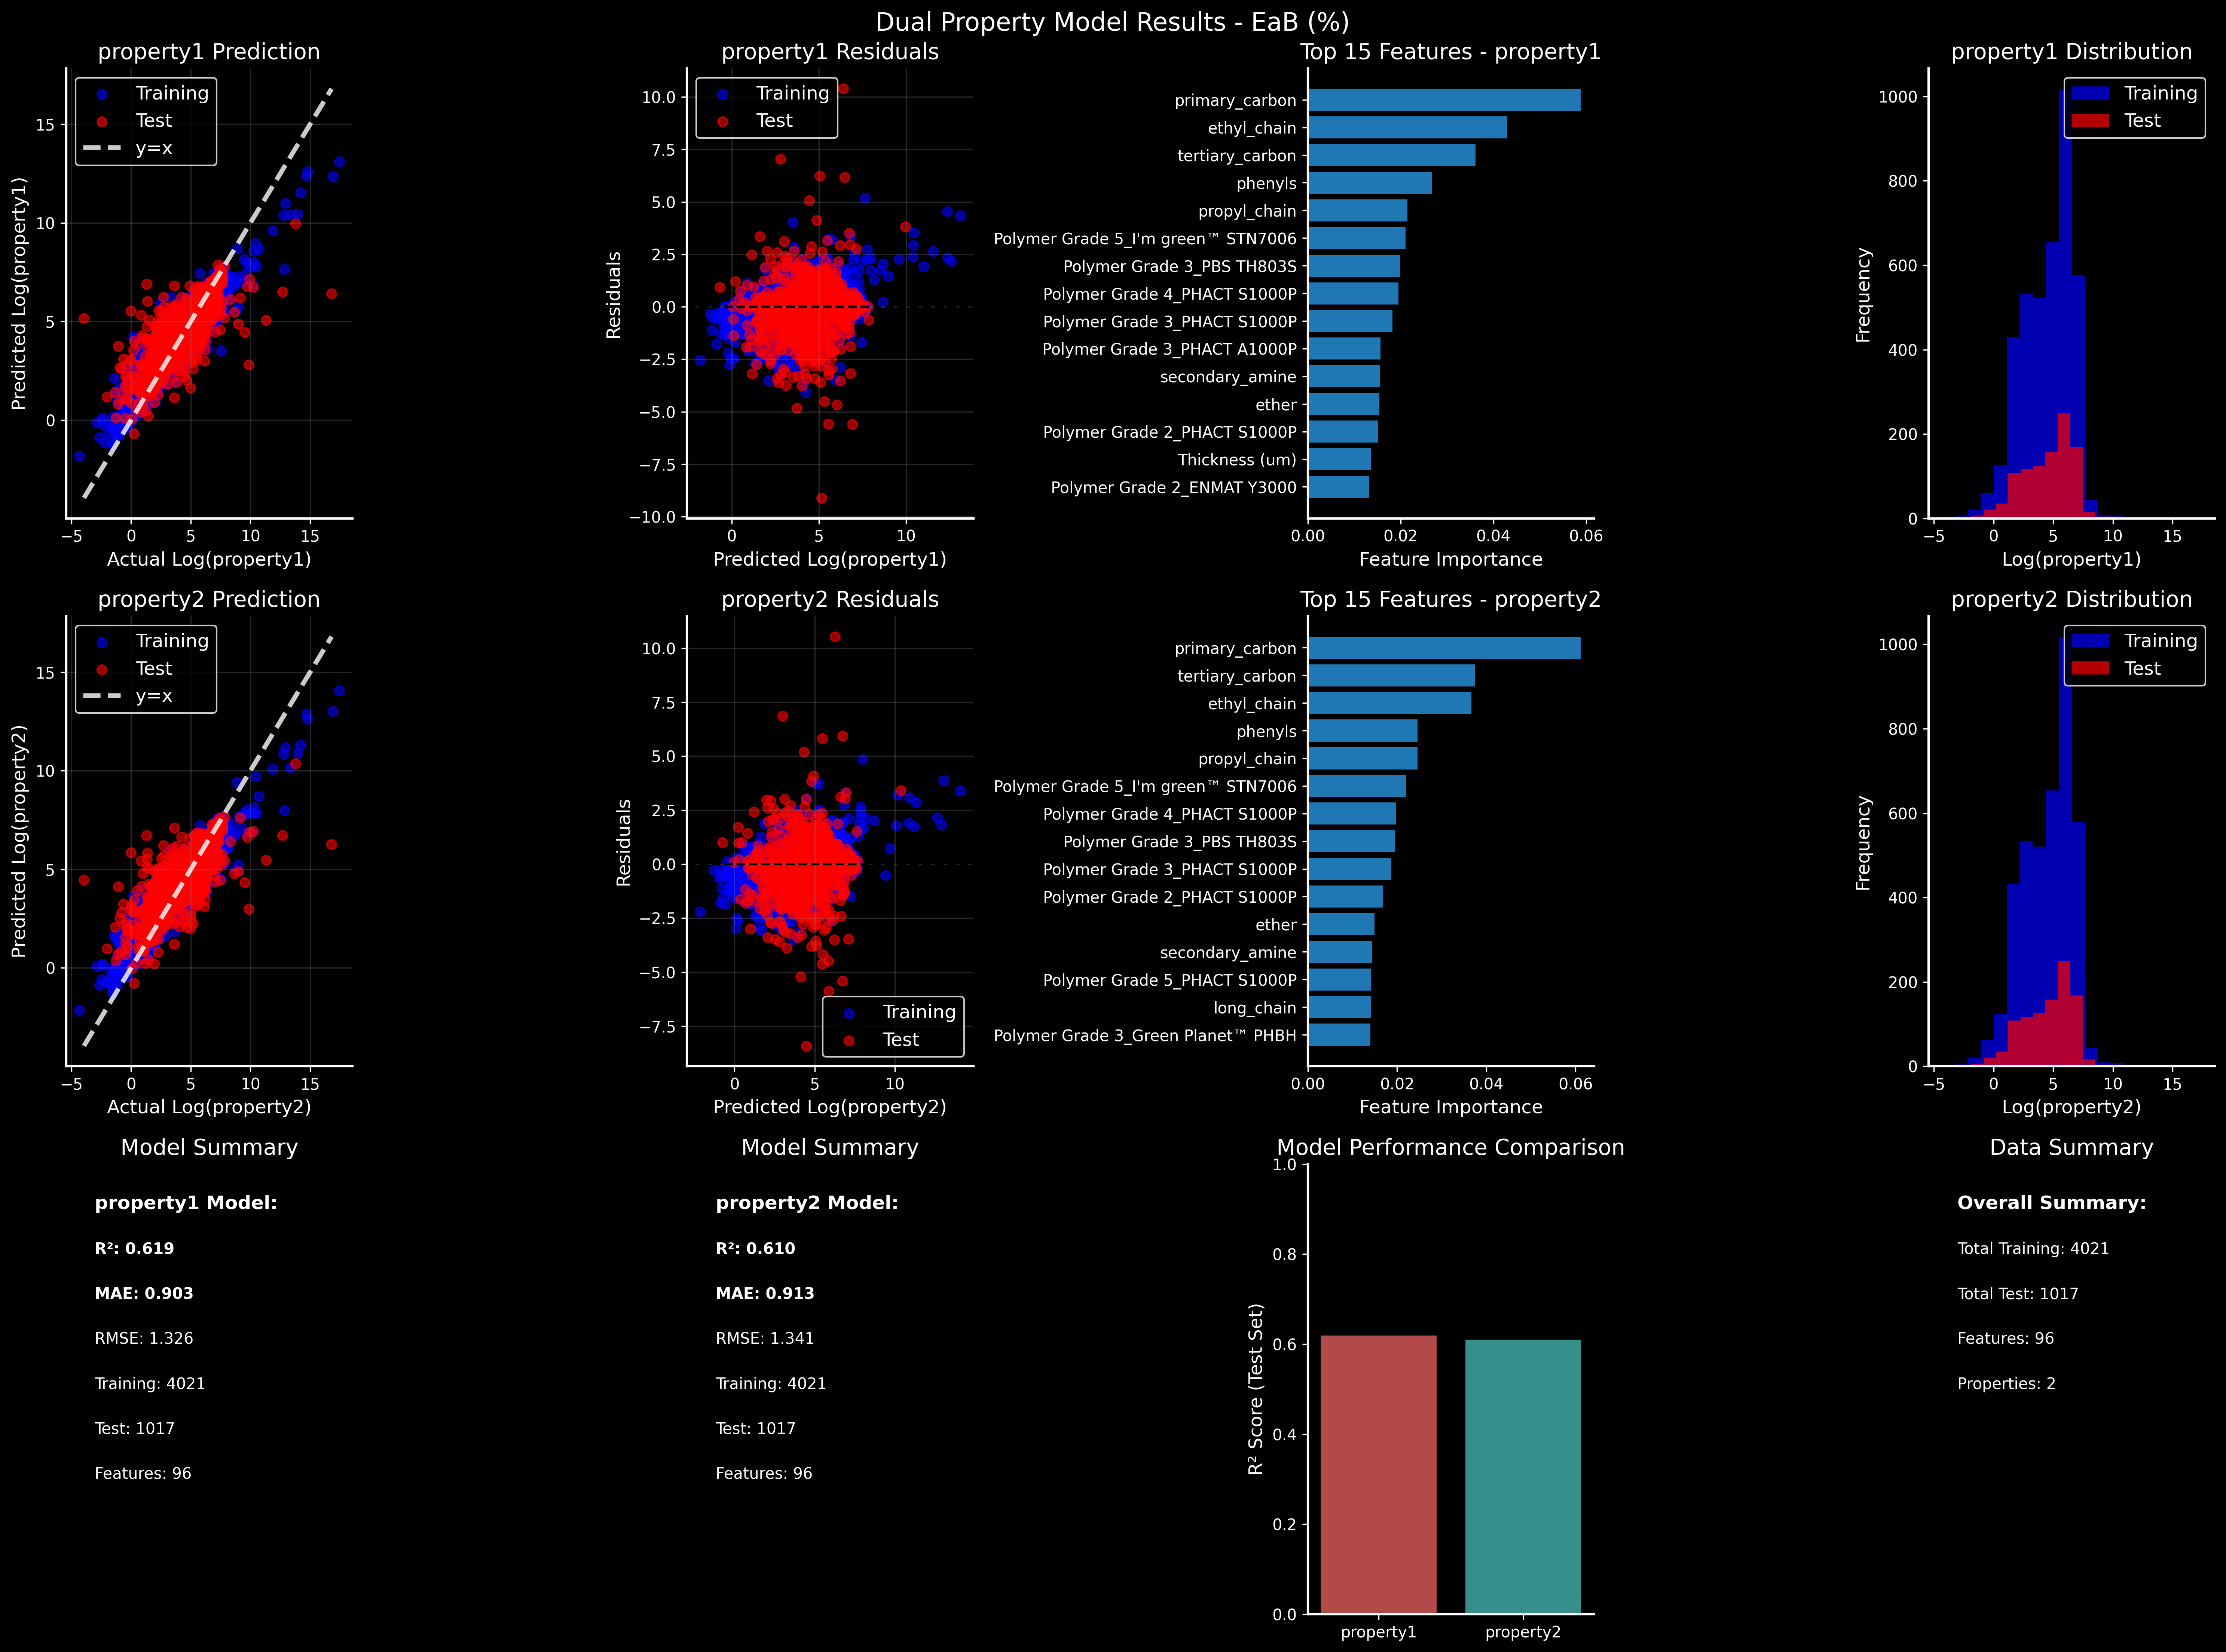 Dual Property Model Results - EaB (%)
property1 Prediction
Training
Test
y=x
15
10
5
0
−5
0
5
10
15
Predicted Log(property1)
Actual Log(property1)
property1 Residuals
Training
Test
10.0
7.5
5.0
2.5
0.0
−2.5
−5.0
−7.5
−10.0
0
5
10
Residuals
Predicted Log(property1)
Top 15 Features - property1
primary_carbon
ethyl_chain
tertiary_carbon
phenyls
propyl_chain
Polymer Grade 5_I'm green™ STN7006
Polymer Grade 3_PBS TH803S
Polymer Grade 4_PHACT S1000P
Polymer Grade 3_PHACT S1000P
Polymer Grade 3_PHACT A1000P
secondary_amine
ether
Polymer Grade 2_PHACT S1000P
Thickness (um)
Polymer Grade 2_ENMAT Y3000
0.00
0.02
0.04
0.06
Feature Importance
property1 Distribution
Training
Test
1000
800
600
400
200
0
−5
0
5
10
15
Frequency
Log(property1)
property2 Prediction
Training
Test
y=x
15
10
5
0
−5
0
5
10
15
Predicted Log(property2)
Actual Log(property2)
property2 Residuals
10.0
7.5
5.0
2.5
0.0
−2.5
−5.0
−7.5
Training
Test
0
5
10
Residuals
Predicted Log(property2)
Top 15 Features - property2
primary_carbon
tertiary_carbon
ethyl_chain
phenyls
propyl_chain
Polymer Grade 5_I'm green™ STN7006
Polymer Grade 4_PHACT S1000P
Polymer Grade 3_PBS TH803S
Polymer Grade 3_PHACT S1000P
Polymer Grade 2_PHACT S1000P
ether
secondary_amine
Polymer Grade 5_PHACT S1000P
long_chain
Polymer Grade 3_Green Planet™ PHBH
0.00
0.02
0.04
0.06
Feature Importance
property2 Distribution
Training
Test
1000
800
600
400
200
0
−5
0
5
10
15
Frequency
Log(property2)
Model Summary
property1 Model:
R²: 0.619
MAE: 0.903
RMSE: 1.326
Training: 4021
Test: 1017
Features: 96
Model Summary
property2 Model:
R²: 0.610
MAE: 0.913
RMSE: 1.341
Training: 4021
Test: 1017
Features: 96
Model Performance Comparison
1.0
0.8
0.6
0.4
0.2
0.0
R² Score (Test Set)
property1
property2
Data Summary
Overall Summary:
Total Training: 4021
Total Test: 1017
Features: 96
Properties: 2